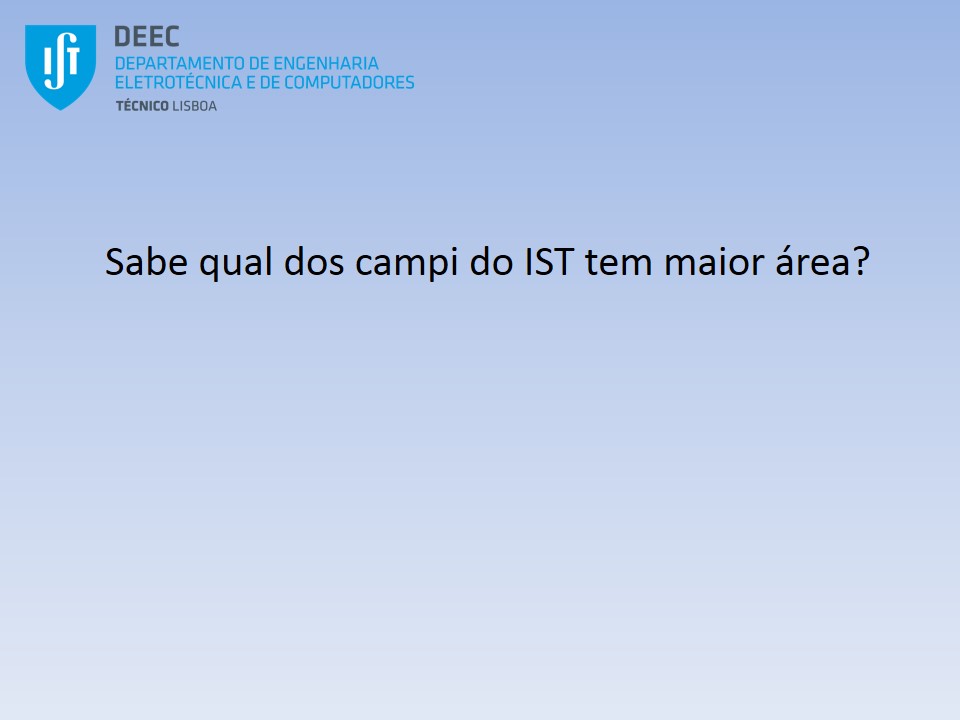 IST
DEEC
DEPARTAMENTO DE ENGENHARIA
ELETROTÉCNICA E DE COMPUTADORES
TÉCNICO LISBOA
Sabe qual dos campi do IST tem maior área?